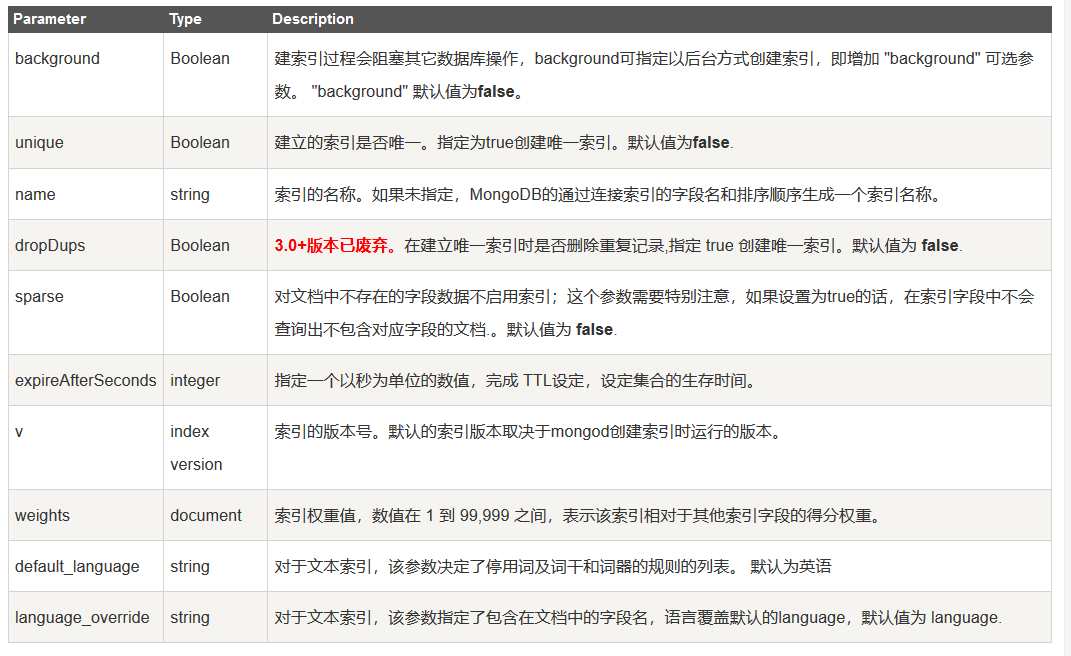 Parameter Type Description
background Boolean 建索引过程会阻塞其它数据库操作，background可指定以后台方式创建索引，即增加 "background" 可选参
数。 "background" 默认值为false。
unique Boolean 建立的索引是否唯一。指定为true创建唯一索引。默认值为false.
name string 索引的名称。如果未指定，MongoDB的通过连接索引的字段名和排序顺序生成一个索引名称。
dropDups Boolean 3.0+版本已废弃。在建立唯一索引时是否删除重复记录,指定 true 创建唯一索引。默认值为 false.
sparse Boolean 对文档中不存在的字段数据不启用索引；这个参数需要特别注意，如果设置为true的话，在索引字段中不会
查询出不包含对应字段的文档.。默认值为 false.
expireAfterSeconds integer 指定一个以秒为单位的数值，完成 TTL设定，设定集合的生存时间。
v index 索引的版本号。默认的索引版本取决于mongod创建索引时运行的版本。
version
weights document 索引权重值，数值在 1 到 99,999 之间，表示该索引相对于其他索引字段的得分权重。
default_language string 对于文本索引，该参数决定了停用词及词干和词器的规则的列表。 默认为英语
language_override string 对于文本索引，该参数指定了包含在文档中的字段名，语言覆盖默认的language，默认值为 language.